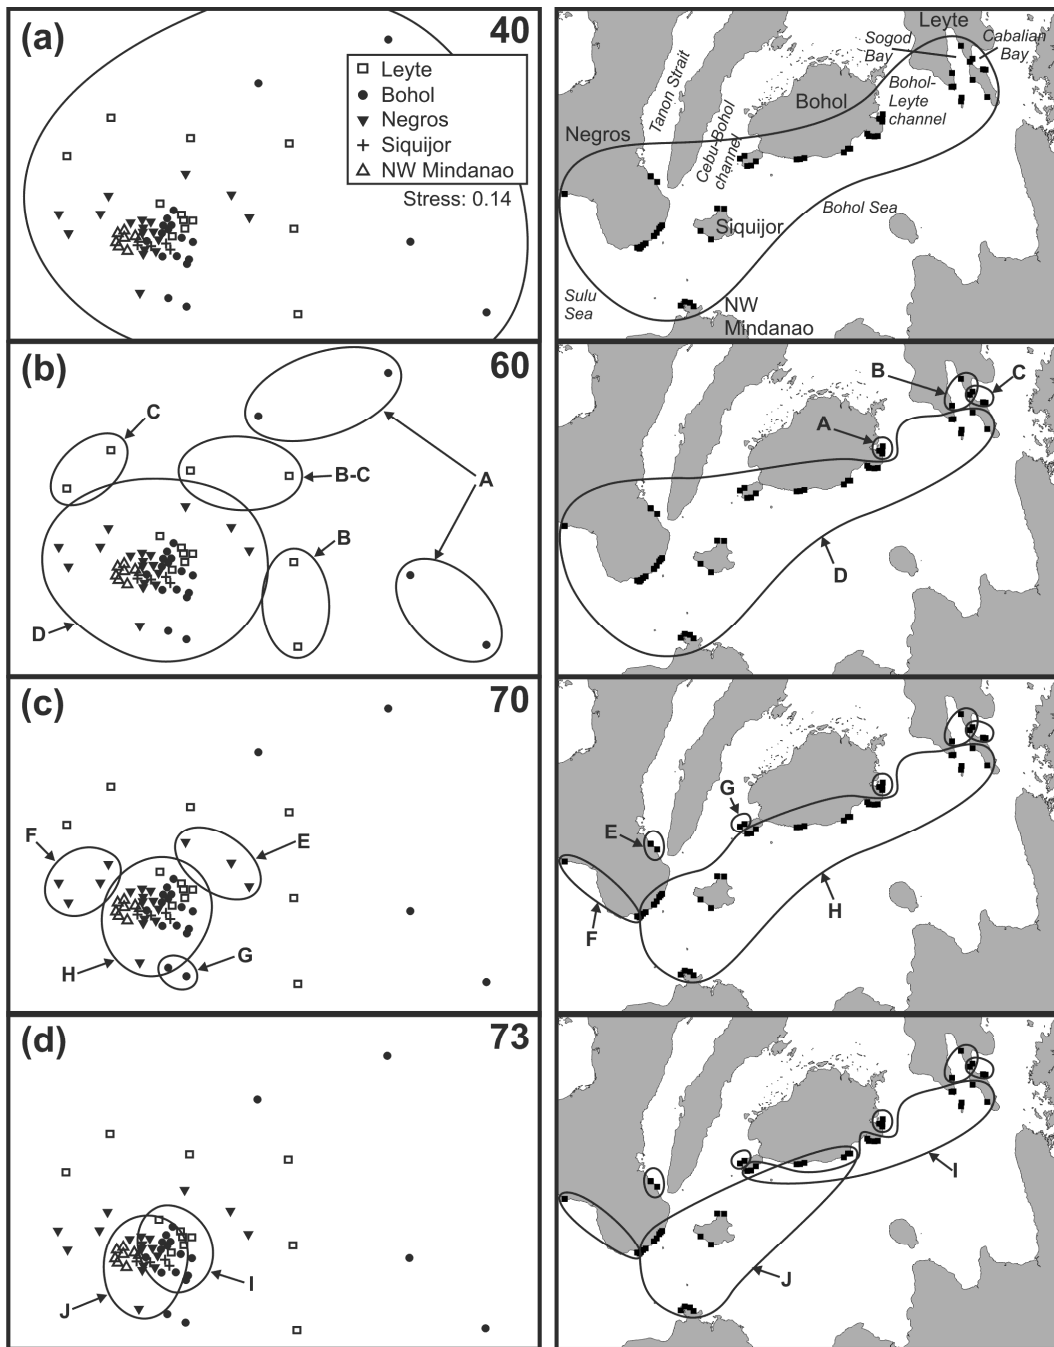 (a)
40
Leyte
Bohol
Negros
Siquijor
NW Mindanao
Stress: 0.14
Leyte
Sogod
Bay
Cabalian
Bay
Tanon Strait
Bohol
Bohol-
Leyte
channel
Negros
Cebu-Bohol
channel
Bohol Sea
Siquijor
Sulu
Sea
NW
Mindanao
(b)
60
C
B-C
A
B
D
B
C
A
D
(c)
70
F
E
G
H
G
E
F
H
(d)
73
J
I
I
J